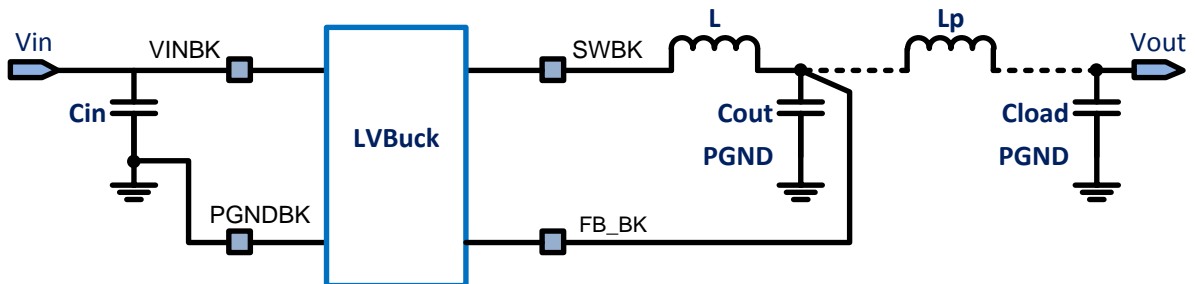 L
Lp
Vin
VINBK
SWBK
Vout
Cin
LVBuck
Cout
Cload
PGND
PGND
PGNDBK
FB_BK